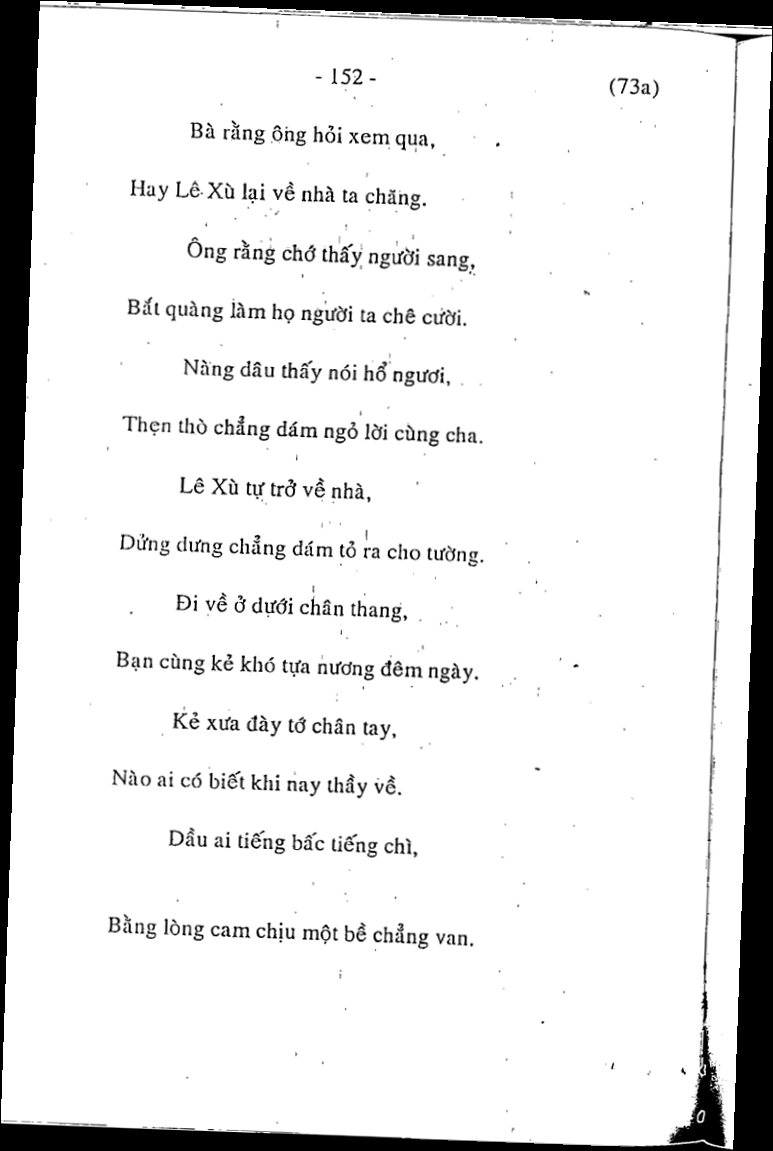 - 152 -
(73a)
Bà rằng ông hỏi xem qua,
Hay Lê Xù lại về nhà ta chăng.
Ông rằng chớ thấy người sang,
Bắt quàng làm họ người ta chê cười.
Nàng dâu thấy nói hổ ngươi,
Thẹn thò chẳng dám ngỏ lời cùng cha.
Lê Xù tự trở về nhà,
Dửng dưng chẳng dám tỏ ra cho tường.
Đi về ở dưới chân thang,
Bạn cùng kẻ khó tựa nương đêm ngày.
Kẻ xưa đày tớ chân tay,
Nào ai có biết khi nay thầy về.
Dầu ai tiếng bấc tiếng chì,
Bằng lòng cam chịu một bề chẳng van.